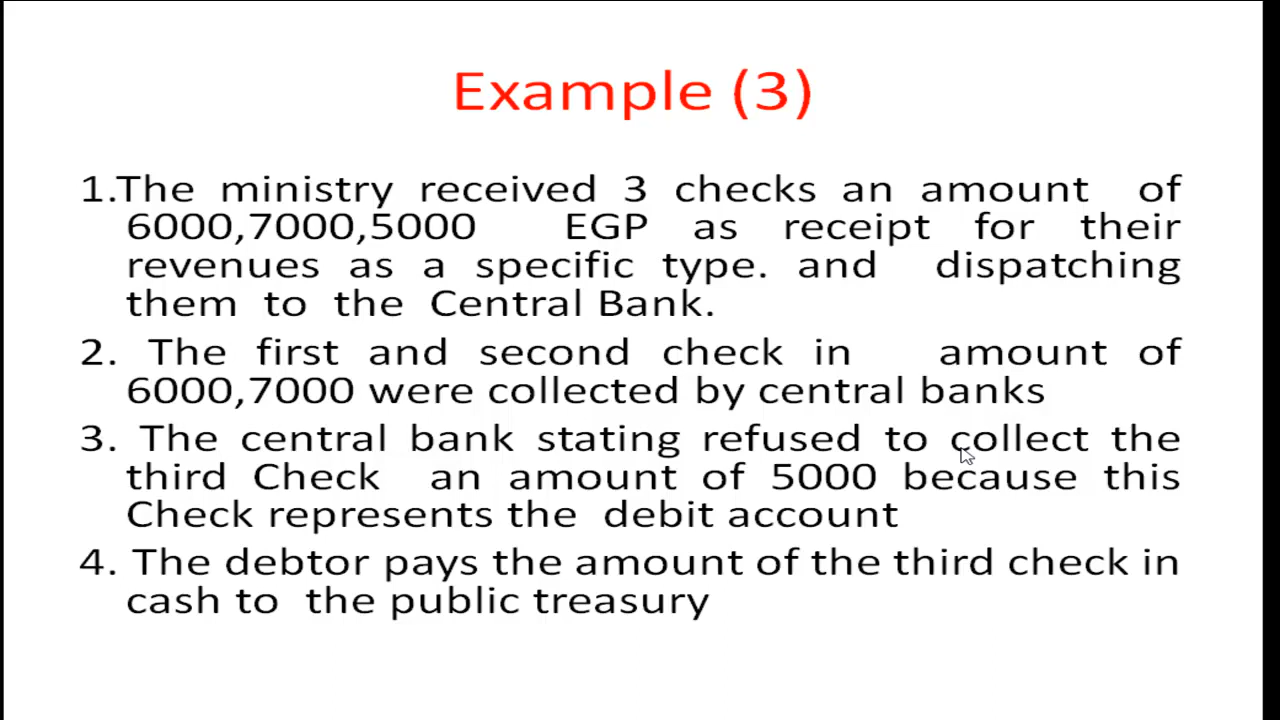 Example (3)
1.The ministry received 3 checks an amount of
6000,7000,5000 EGP as receipt for their
revenues as a specific type. and dispatching
them to the Central Bank.
2. The first and second check in amount of
6000,7000 were collected by central banks
3. The central bank stating refused to collect the
third Check an amount of 5000 because this
Check represents the debit account
4. The debtor pays the amount of the third check in
cash to the public treasury